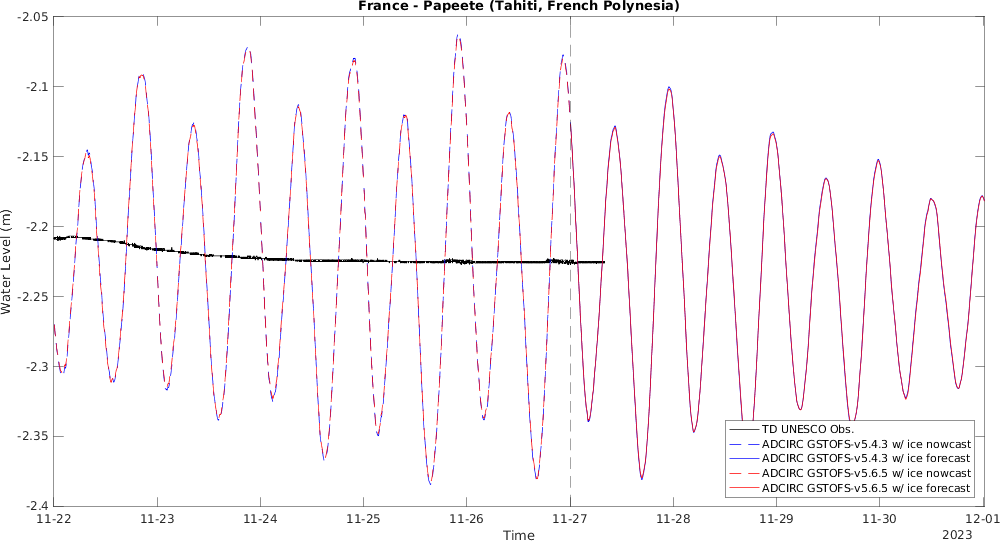 France - Papeete (Tahiti, French Polynesia)
Water Level (m)
-2.05
-2.1
-2.15
-2.2
-2.25
-2.3
-2.35
-2.4
TD UNESCO Obs.
ADCIRC GSTOFS-v5.4.3 w/ ice nowcast
ADCIRC GSTOFS-v5.4.3 w/ ice forecast
ADCIRC GSTOFS-v5.6.5 w/ ice nowcast
ADCIRC GSTOFS-v5.6.5 w/ ice forecast
11-22 11-23 11-24 11-25 11-26 11-27 11-28 11-29 11-30 12-01
Time
2023